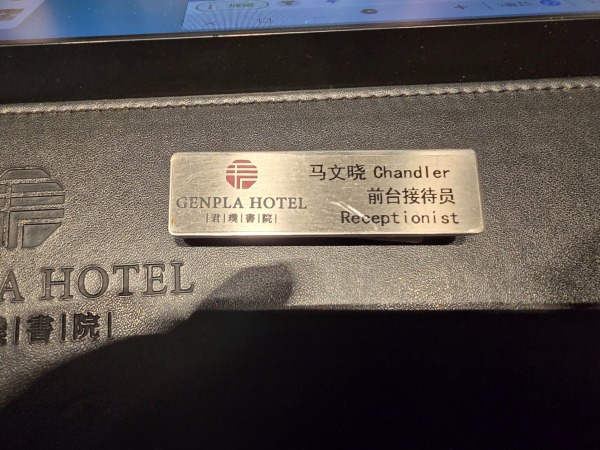 GENPLA HOTEL
|君|璞|書|院|
马文晓 Chandler
前台接待员
Receptionist
A HOTEL
|書|院|